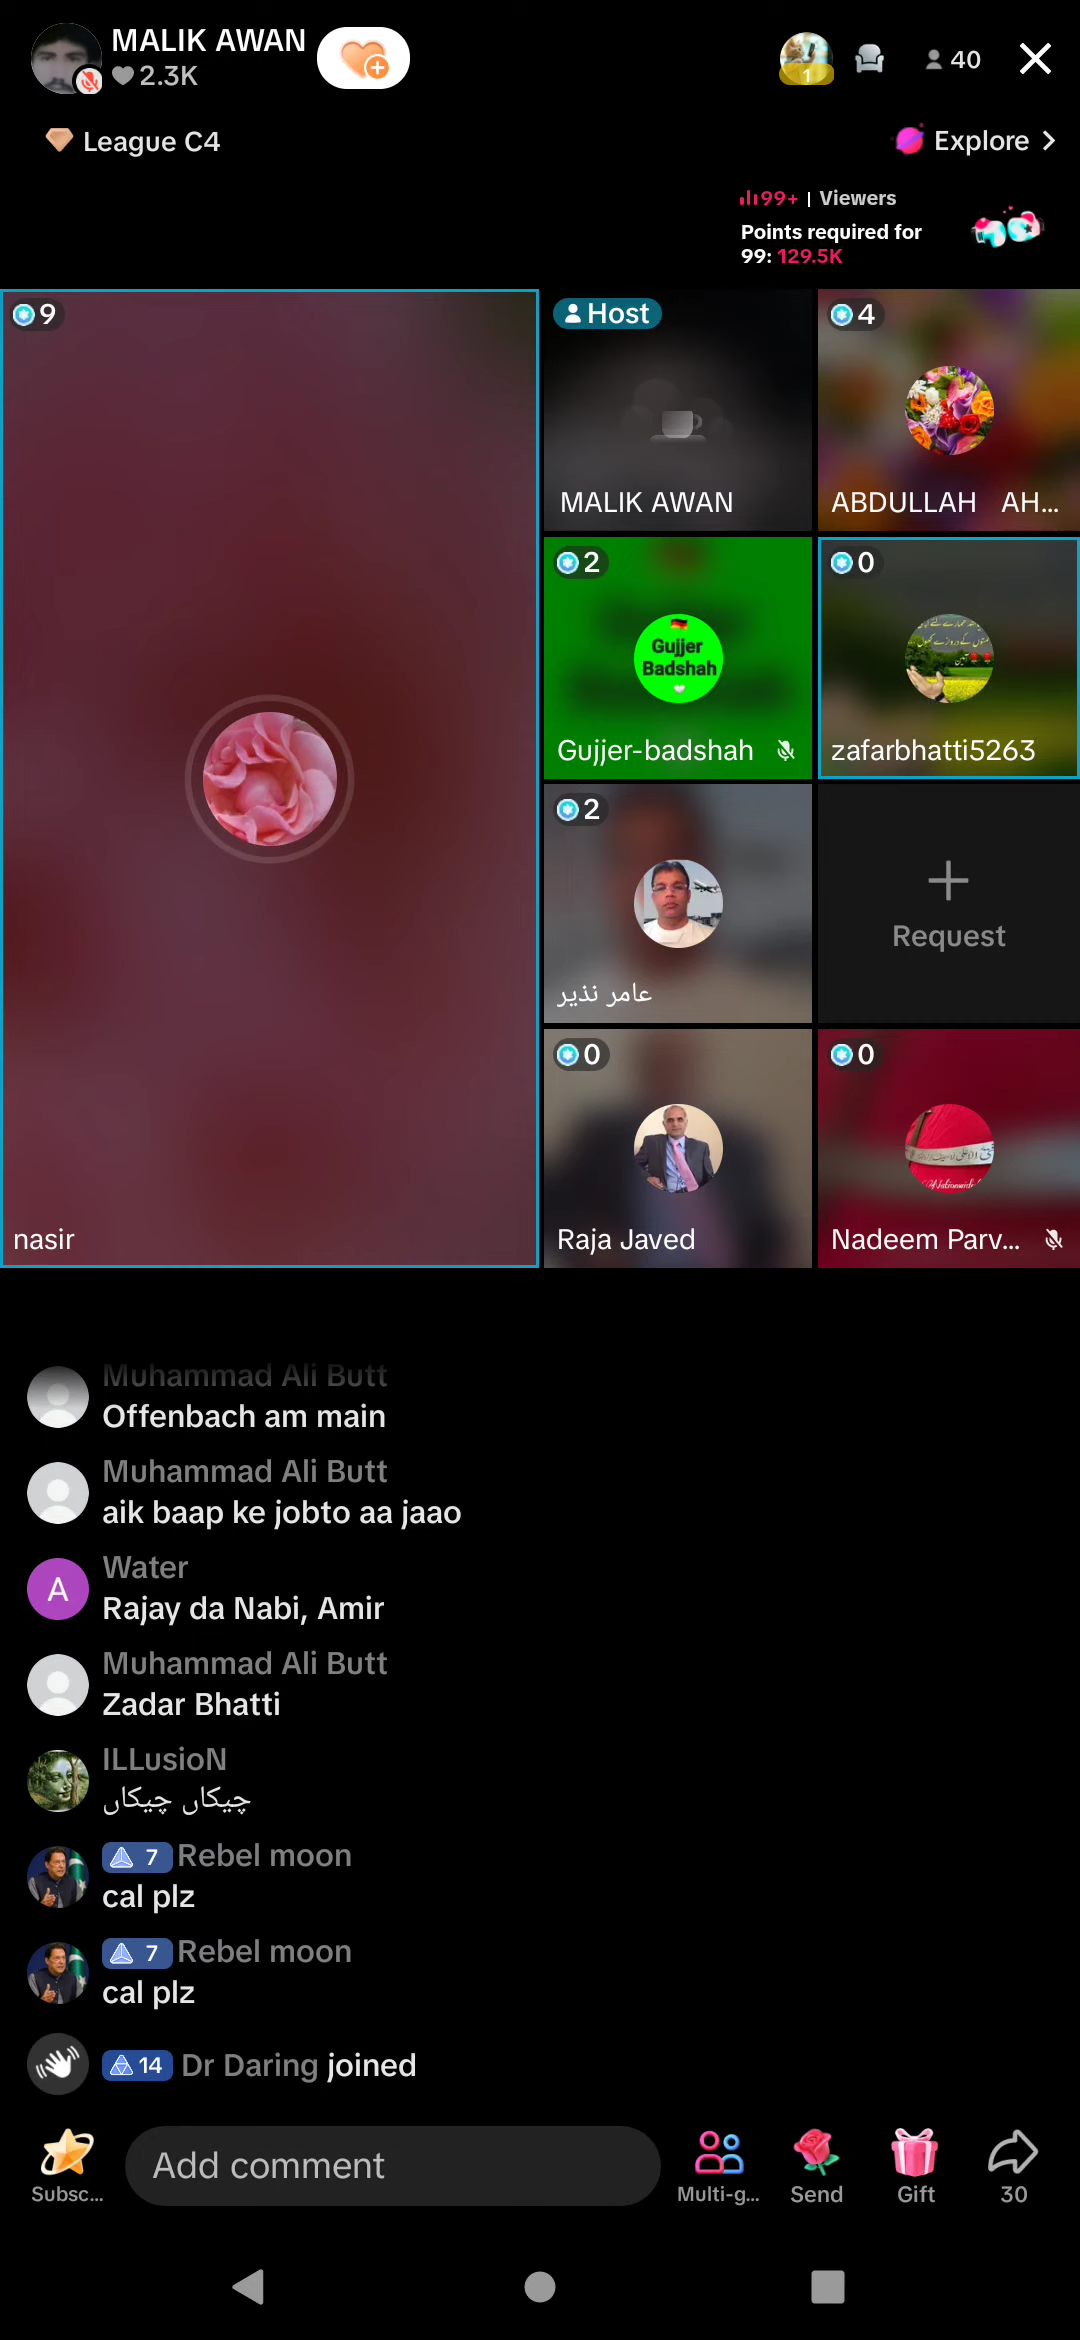 MALIK AWAN
2.3K
1
40
League C4
Explore
99+ | Viewers
Points required for
99: 129.5K
9
nasir
Host
MALIK AWAN
4
ABDULLAH AH...
2
Gujjer
Badshah
Gujjer-badshah
0
zafarbhatti5263
2
عامر نذیر
Request
0
Raja Javed
0
Nadeem Parv...
Muhammad Ali Butt
Offenbach am main
Muhammad Ali Butt
aik baap ke jobto aa jaao
A
Water
Rajay da Nabi, Amir
Muhammad Ali Butt
Zadar Bhatti
ILLusioN
چیکاں چیکاں
7 Rebel moon
cal plz
7 Rebel moon
cal plz
14 Dr Daring joined
Subsc...
Add comment
Multi-g...
Send
Gift
30